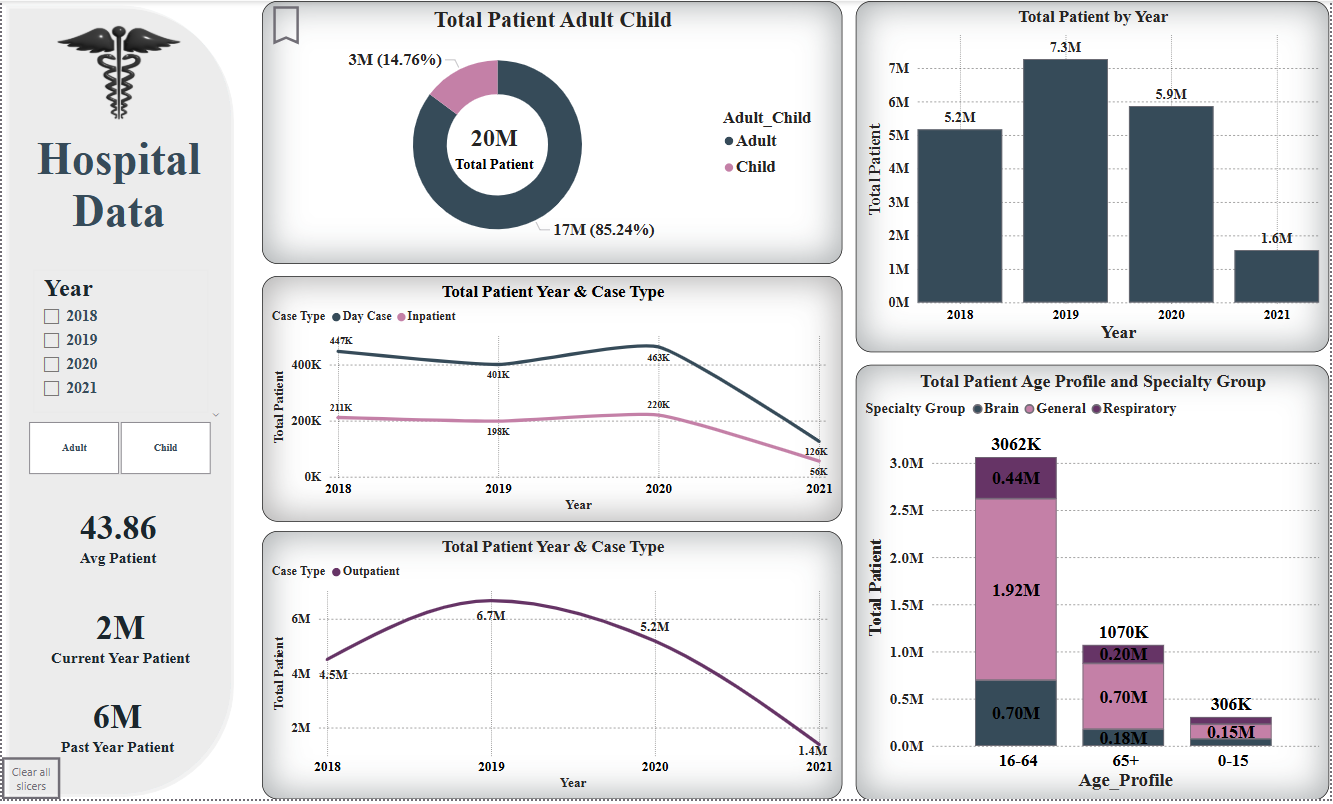 Hospital
Data
Year
2018
2019
2020
2021
Adult
Child
43.86
Avg Patient
2M
Current Year Patient
6M
Past Year Patient
Clear all
slicers
Total Patient Adult Child
3M (14.76%)
20M
Total Patient
17M (85.24%)
Adult_Child
Adult
Child
Total Patient Year & Case Type
Case Type Day Case Inpatient
Total Patient
400K
200K
0K
447K
401K
463K
126K
211K
198K
220K
56K
2018 2019 2020 2021
Year
Total Patient Year & Case Type
Case Type Outpatient
Total Patient
6M
4M
2M
4.5M
6.7M
5.2M
1.4M
2018 2019 2020 2021
Year
Total Patient by Year
Total Patient
7M
6M
5M
4M
3M
2M
1M
0M
5.2M
7.3M
5.9M
1.6M
2018 2019 2020 2021
Year
Total Patient Age Profile and Specialty Group
Specialty Group Brain General Respiratory
Total Patient
3.0M
2.5M
2.0M
1.5M
1.0M
0.5M
0.0M
3062K
0.44M
1.92M
0.70M
1070K
0.20M
0.70M
0.18M
306K
0.15M
16-64 65+ 0-15
Age_Profile